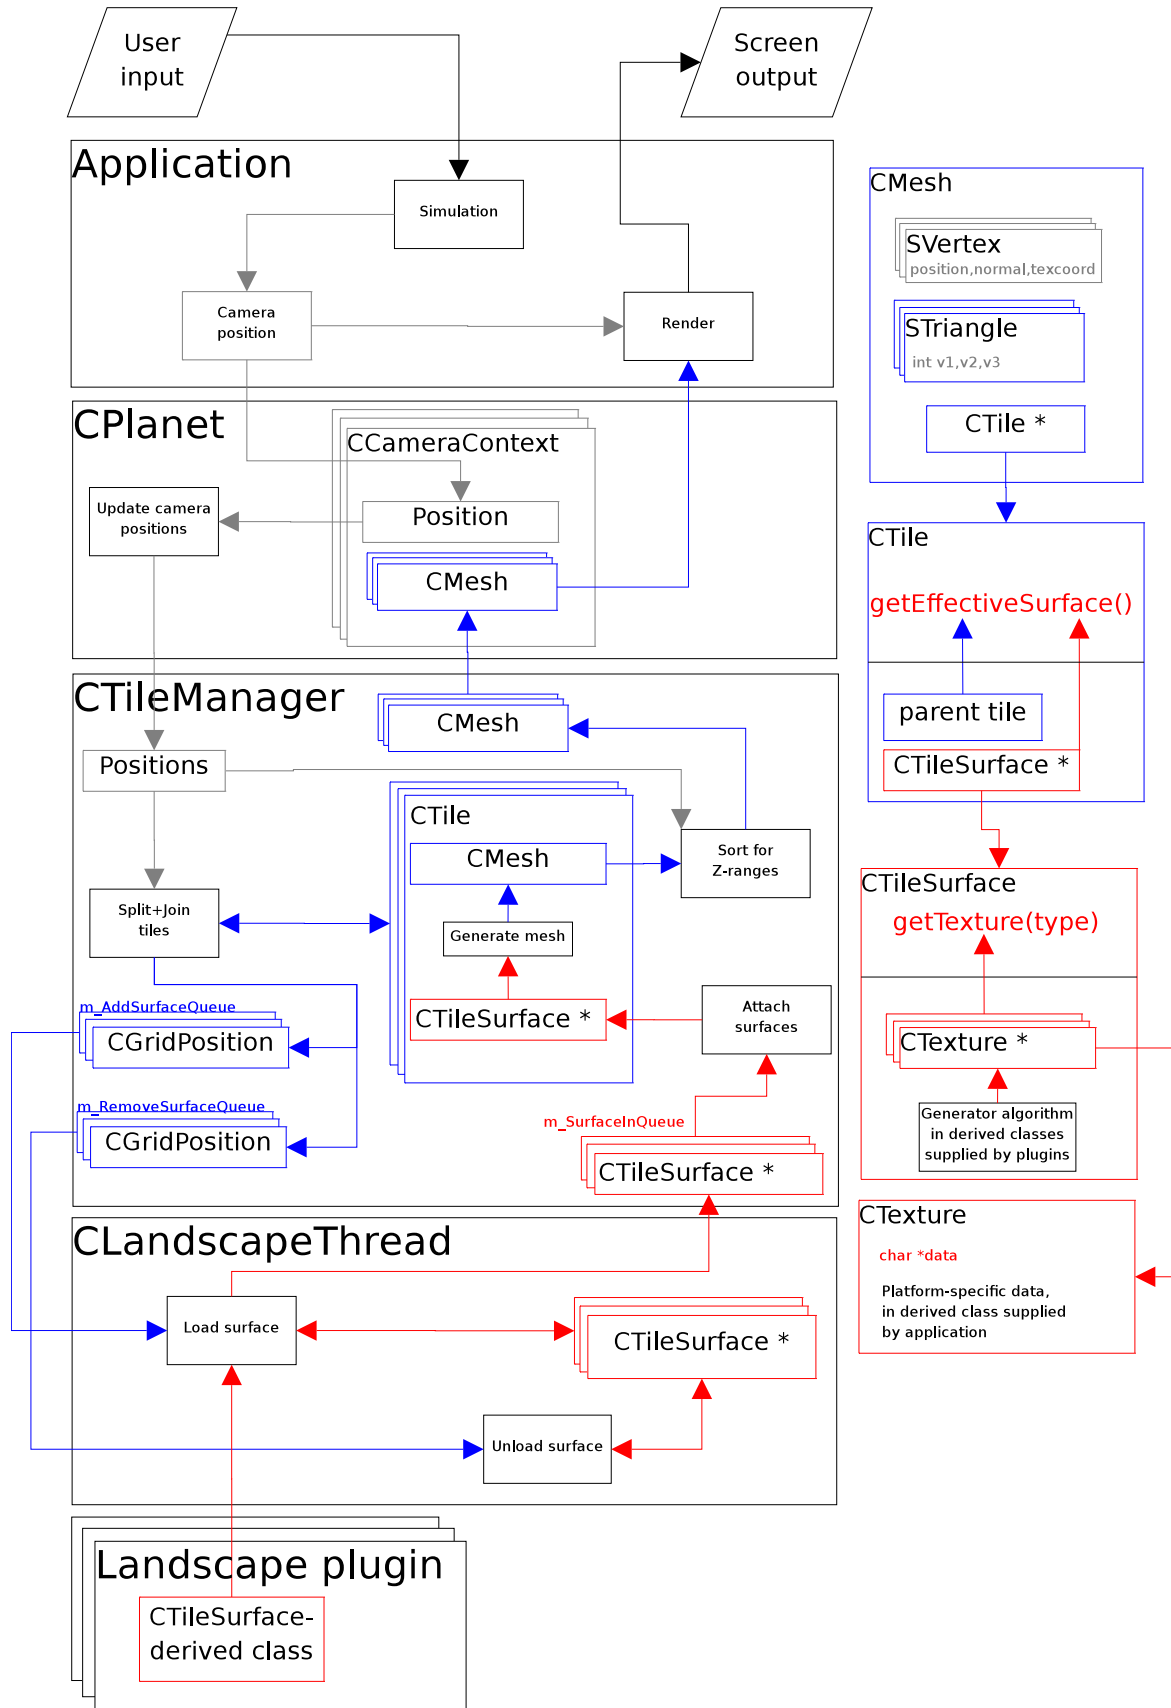 User
input
Screen
output
Application
Simulation
Camera
position
Render
CPlanet
CCameraContext
Update camera
positions
Position
CMesh
CTileManager
CMesh
Positions
CTile
CMesh
Sort for
Z-ranges
Split+Join
tiles
Generate mesh
CTileSurface *
Attach
surfaces
m_AddSurfaceQueue
CGridPosition
m_RemoveSurfaceQueue
CGridPosition
m_SurfaceInQueue
CTileSurface *
CLandscapeThread
Load surface
CTileSurface *
Unload surface
Landscape plugin
CTileSurface-
derived class
CMesh
SVertex
position,normal,texcoord
STriangle
int v1,v2,v3
CTile *
CTile
getEffectiveSurface()
parent tile
CTileSurface *
CTileSurface
getTexture(type)
CTexture *
Generator algorithm
in derived classes
supplied by plugins
CTexture
char *data
Platform-specific data,
in derived class supplied
by application